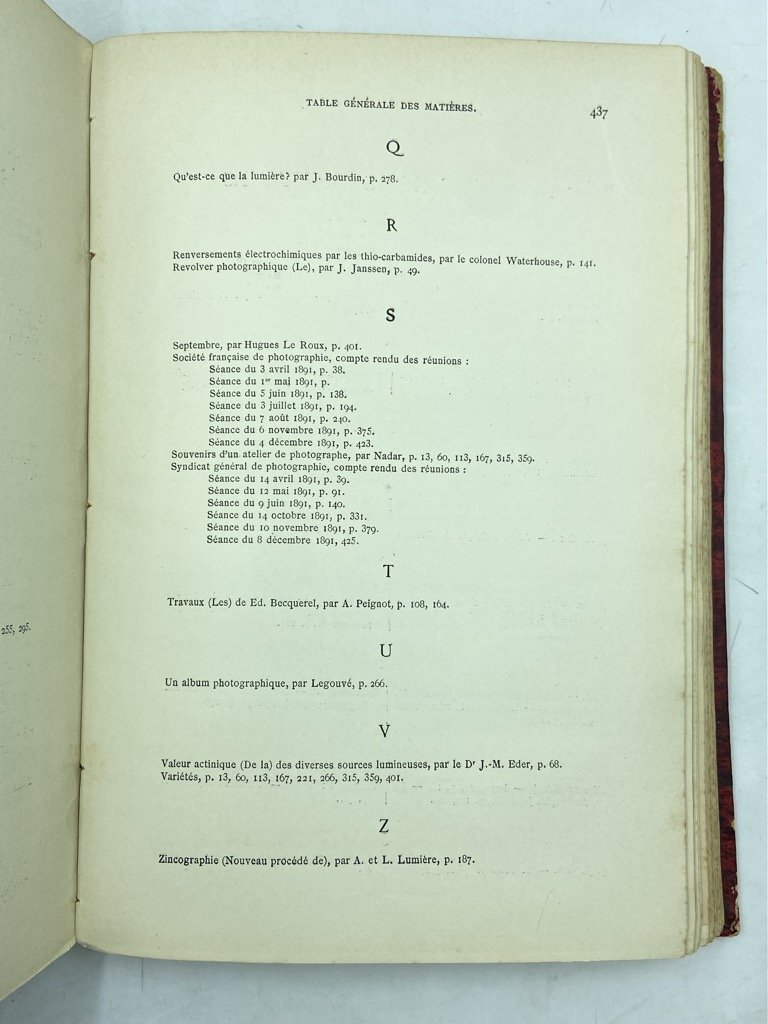 255, 295.
TABLE GÉNÉRALE DES MATIÈRES.
437
Q
Qu'est-ce que la lumière? par J. Bourdin, p. 278.
R
Renversements électrochimiques par les thio-carbamides, par le colonel Waterhouse, p. 141.
Revolver photographique (Le), par J. Janssen, p. 49.
S
Septembre, par Hugues Le Roux, p. 401.
Société française de photographie, compte rendu des réunions :
Séance du 3 avril 1891, p. 38.
Séance du 1er mai 1891, p.
Séance du 5 juin 1891, p. 138.
Séance du 3 juillet 1891, p. 194.
Séance du 7 août 1891, p. 240.
Séance du 6 novembre 1891, p. 375.
Séance du 4 décembre 1891, p. 423.
Souvenirs d'un atelier de photographe, par Nadar, p. 13, 60, 113, 167, 315, 359.
Syndicat général de photographie, compte rendu des réunions :
Séance du 14 avril 1891, p. 39.
Séance du 12 mai 1891, p. 91.
Séance du 9 juin 1891, p. 140.
Séance du 14 octobre 1891, p. 331.
Séance du 10 novembre 1891, p. 379.
Séance du 8 décembre 1891, 425.
T
Travaux (Les) de Ed. Becquerel, par A. Peignot, p. 108, 164.
U
Un album photographique, par Legouvé, p. 266.
V
Valeur actinique (De la) des diverses sources lumineuses, par le Dr J.-M. Eder, p. 68.
Variétés, p. 13, 60, 113, 167, 221, 266, 315, 359, 401.
Z
Zincographie (Nouveau procédé de), par A. et L. Lumière, p. 187.